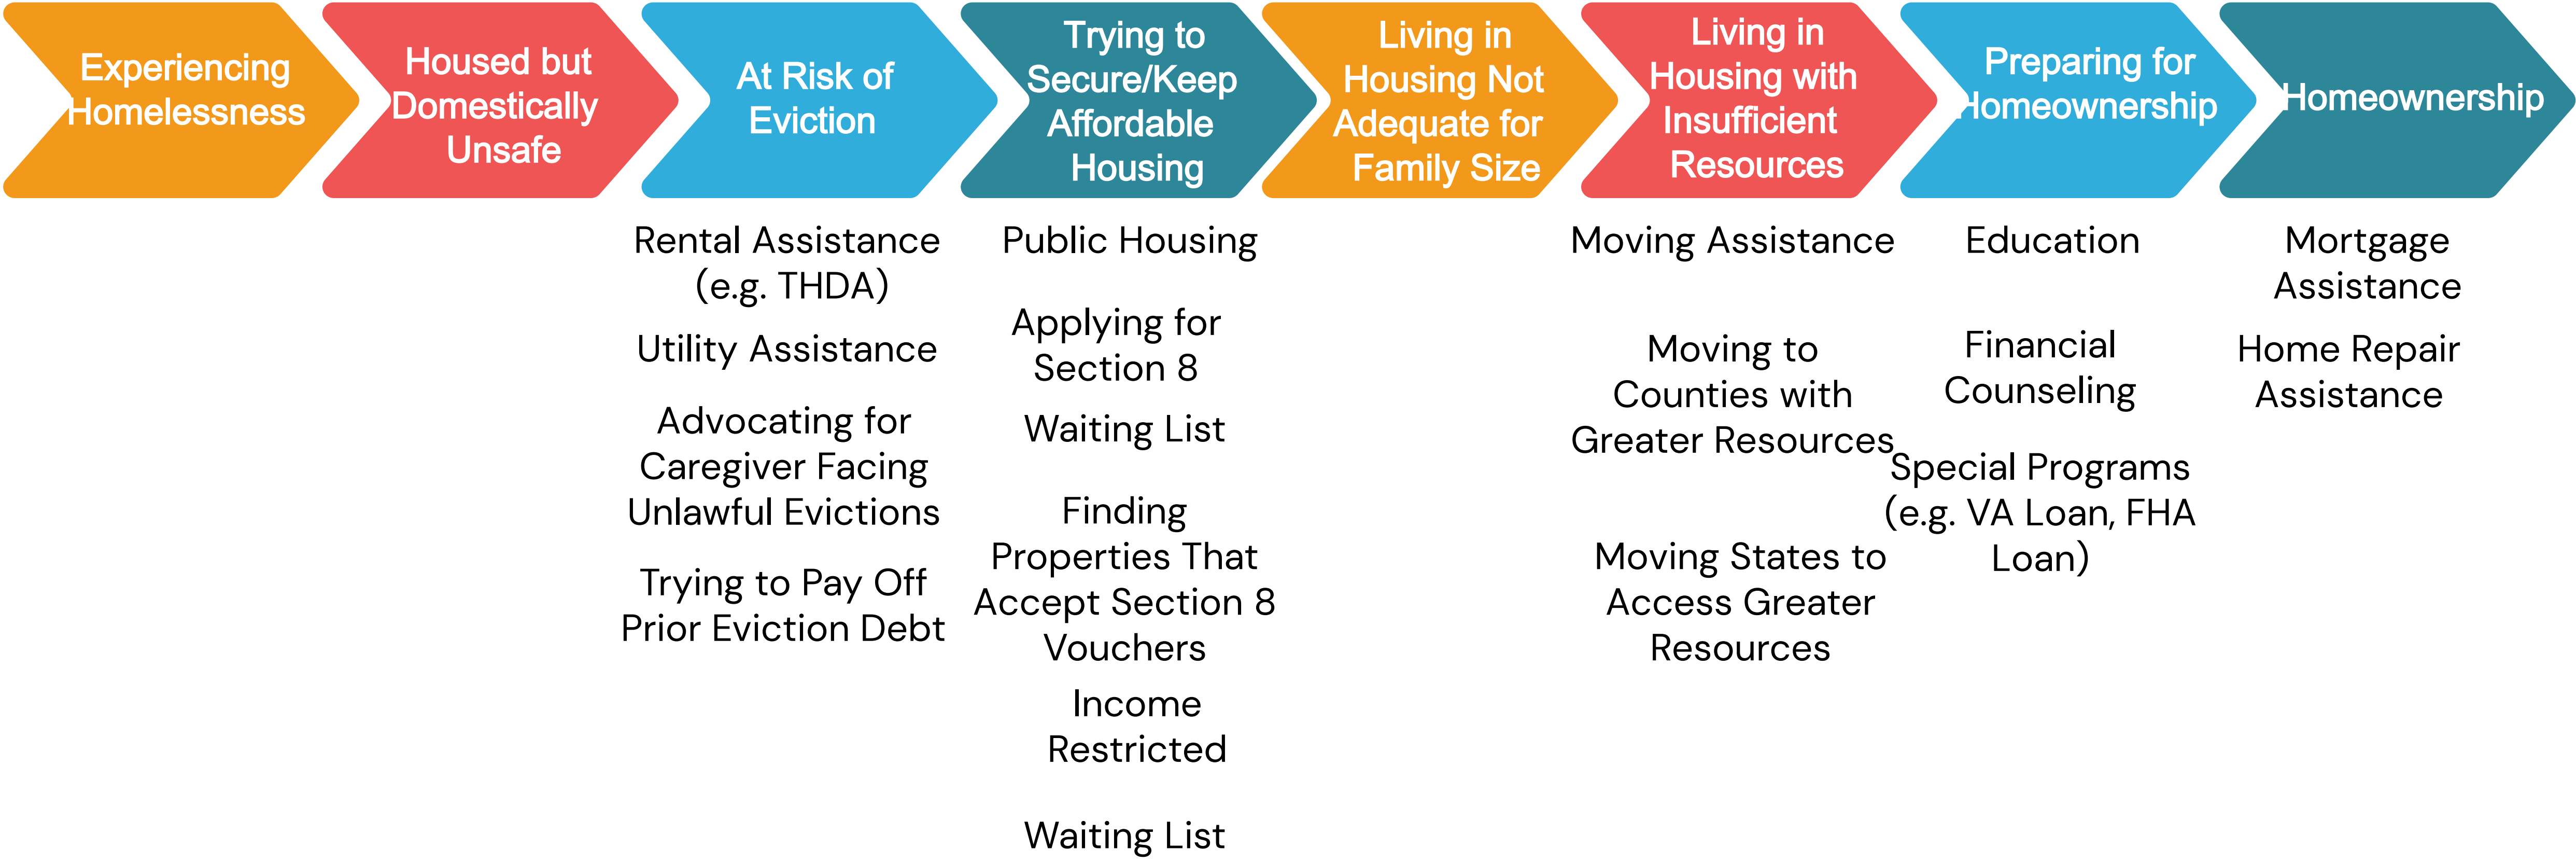 Experiencing
Homelessness
Housed but
Domestically
Unsafe
At Risk of
Eviction
Trying to
Secure/Keep
Affordable
Housing
Living in
Housing Not
Adequate for
Family Size
Living in
Housing with
Insufficient
Resources
Preparing for
Homeownership
Homeownership
Rental Assistance
(e.g. THDA)
Utility Assistance
Advocating for
Caregiver Facing
Unlawful Evictions
Trying to Pay Off
Prior Eviction Debt
Public Housing
Applying for
Section 8
Waiting List
Finding
Properties That
Accept Section 8
Vouchers
Income
Restricted
Waiting List
Moving Assistance
Moving to
Counties with
Greater Resources
Moving States to
Access Greater
Resources
Education
Financial
Counseling
Special Programs
(e.g. VA Loan, FHA
Loan)
Mortgage
Assistance
Home Repair
Assistance